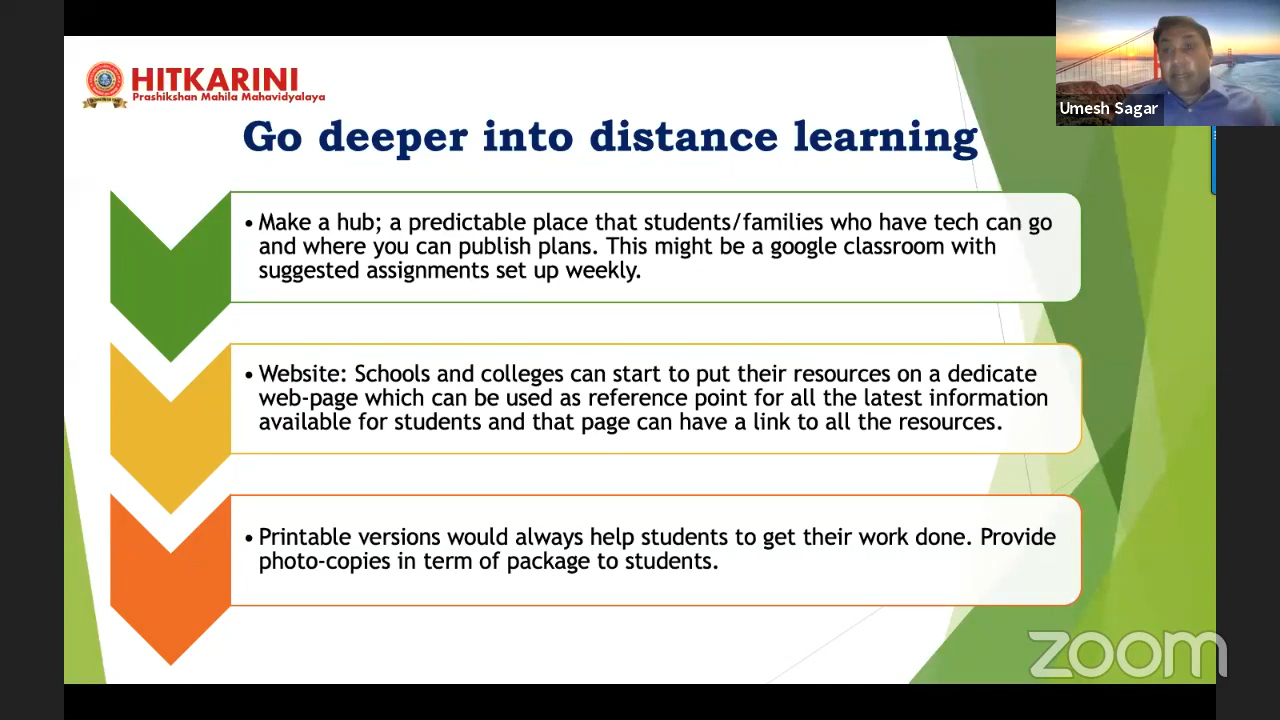 HITKARINI
Prashikshan Mahila Mahavidyalaya
Umesh Sagar
Go deeper into distance learning
• Make a hub; a predictable place that students/families who have tech can go
and where you can publish plans. This might be a google classroom with
suggested assignments set up weekly.
• Website: Schools and colleges can start to put their resources on a dedicate
web-page which can be used as reference point for all the latest information
available for students and that page can have a link to all the resources.
• Printable versions would always help students to get their work done. Provide
photo-copies in term of package to students.
zoom